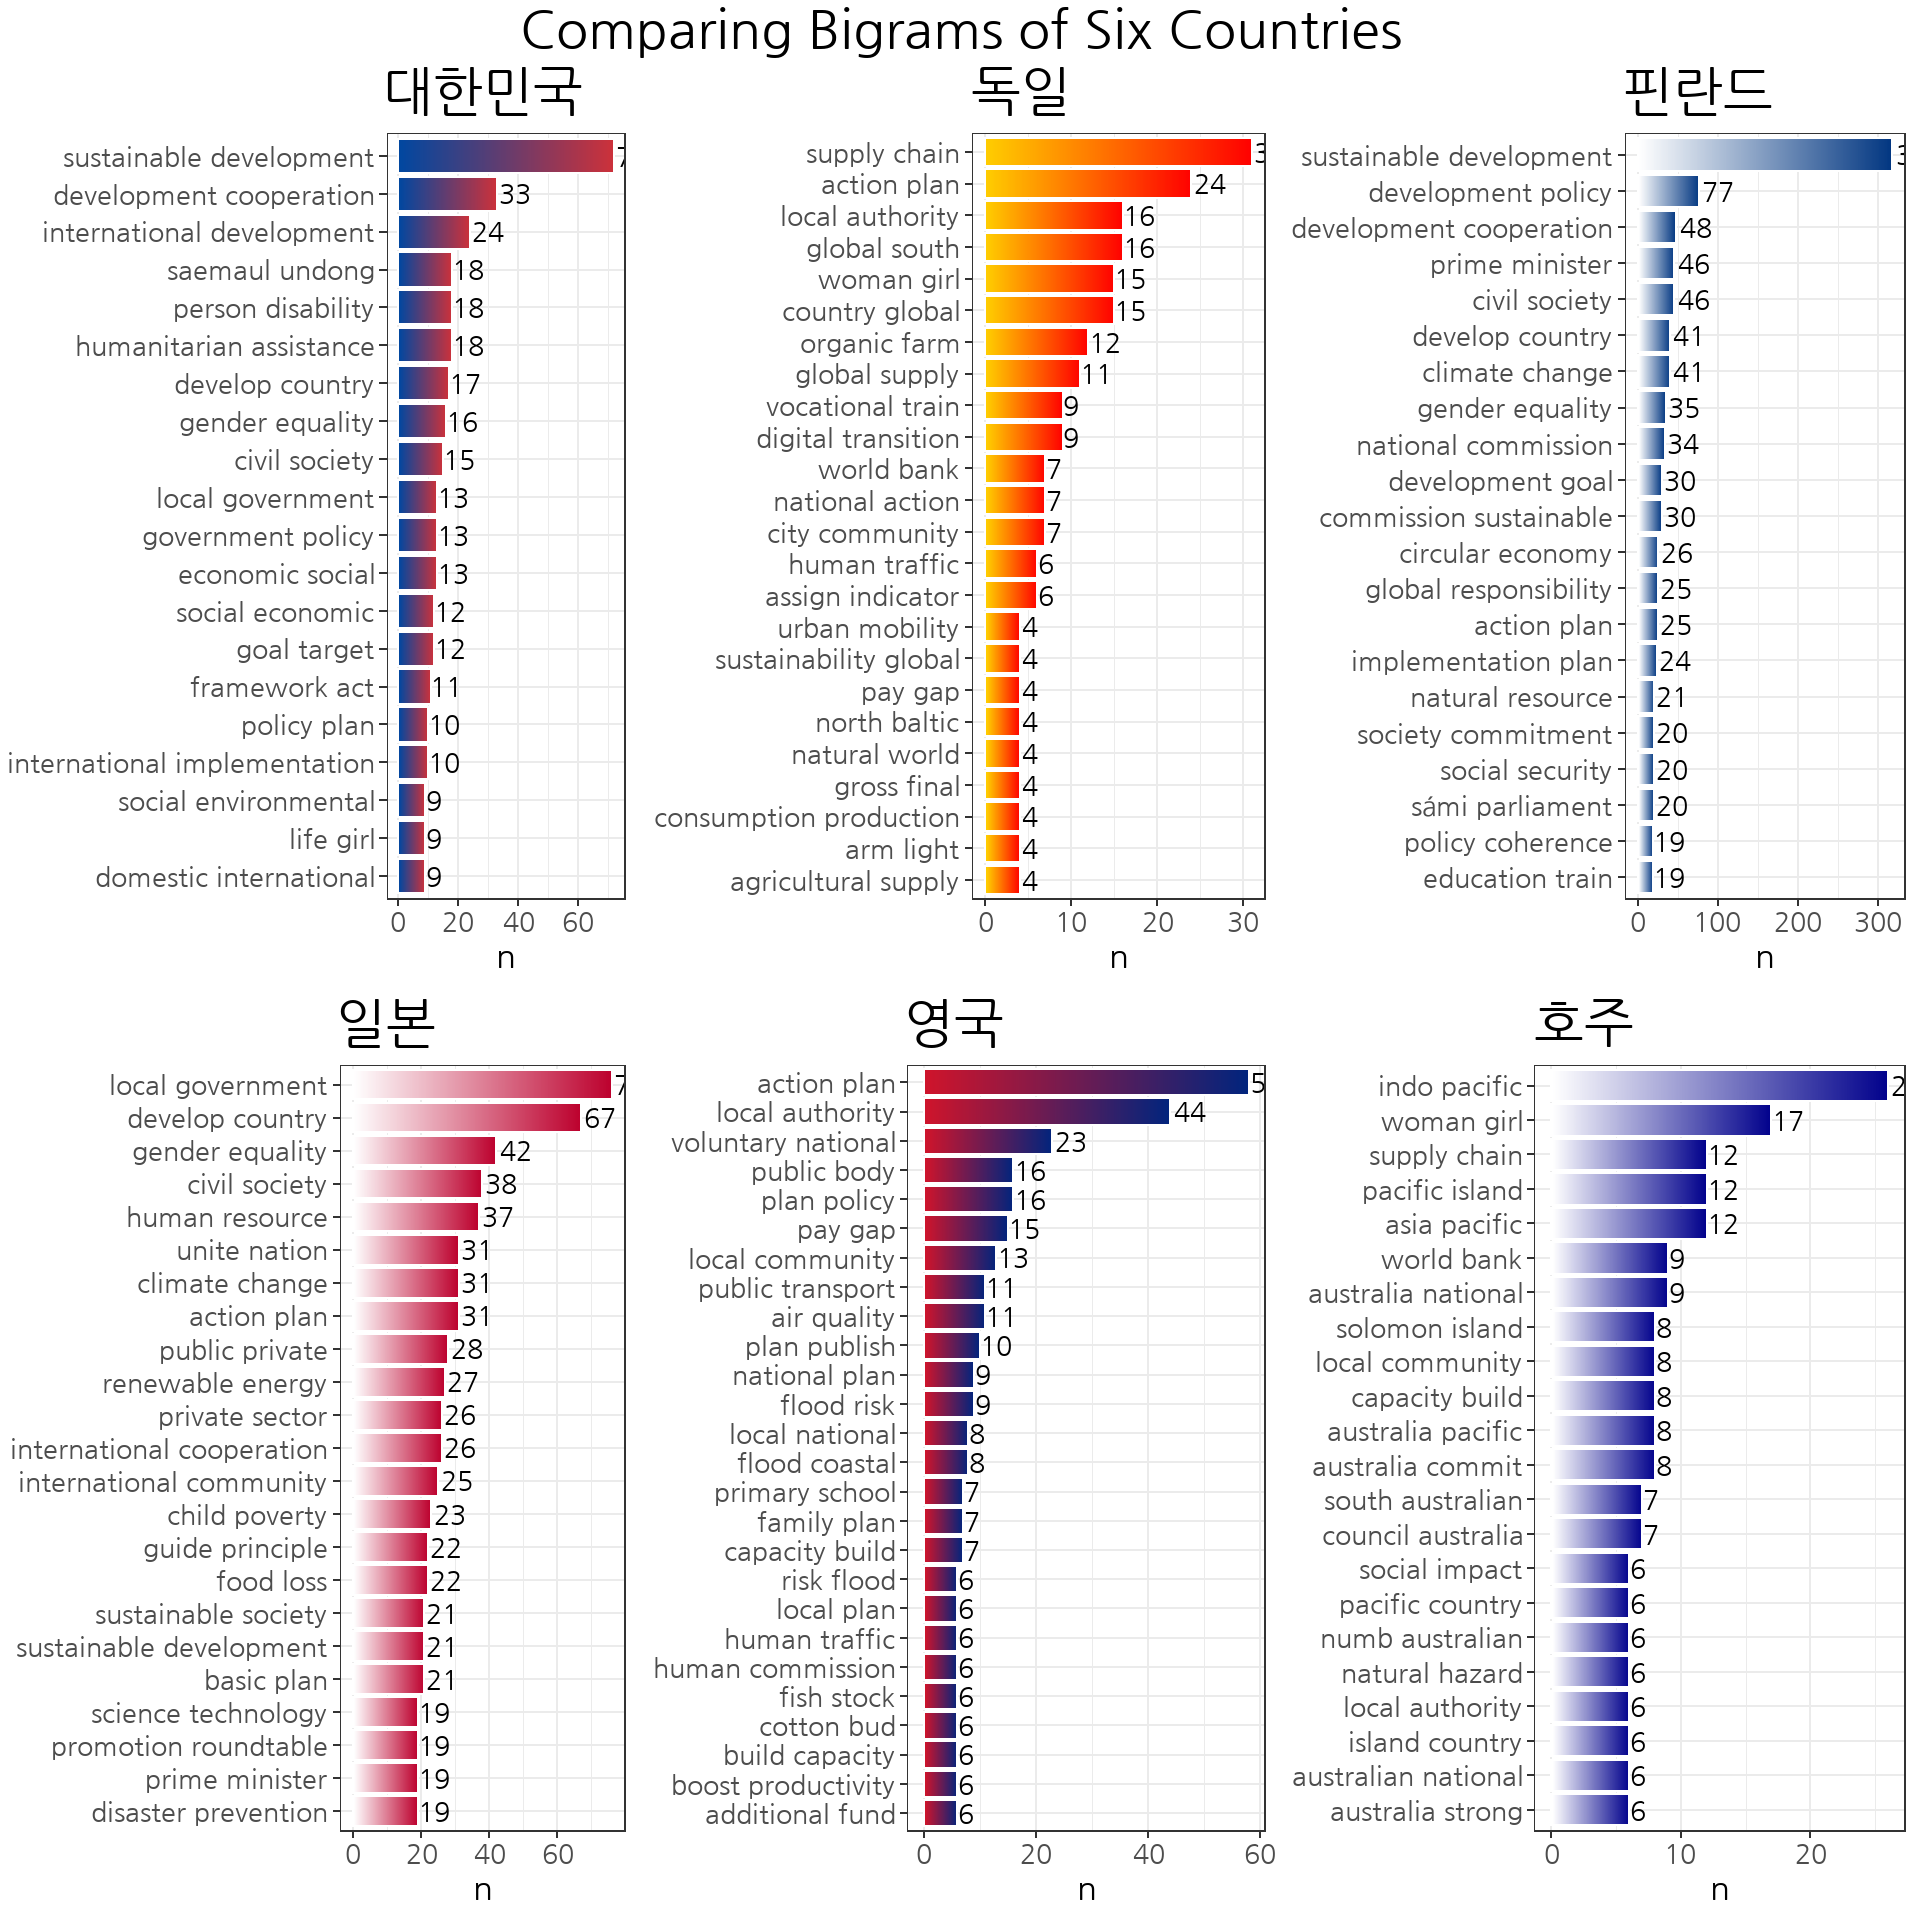 Comparing Bigrams of Six Countries
대한민국
sustainable development
development cooperation 33
international development 24
saemaul undong 18
person disability 18
humanitarian assistance 18
develop country 17
gender equality 16
civil society 15
local government 13
government policy 13
economic social 13
social economic 12
goal target 12
framework act 11
policy plan 10
international implementation 10
social environmental 9
life girl 9
domestic international 9
0 20 40 60
n
독일
supply chain
action plan 24
local authority 16
global south 16
woman girl 15
country global 15
organic farm 12
global supply 11
vocational train 9
digital transition 9
world bank 7
national action 7
city community 7
human traffic 6
assign indicator 6
urban mobility 4
sustainability global 4
pay gap 4
north baltic 4
natural world 4
gross final 4
consumption production 4
arm light 4
agricultural supply 4
0 10 20 30
n
핀란드
sustainable development
development policy 77
development cooperation 48
prime minister 46
civil society 46
develop country 41
climate change 41
gender equality 35
national commission 34
development goal 30
commission sustainable 30
circular economy 26
global responsibility 25
action plan 25
implementation plan 24
natural resource 21
society commitment 20
social security 20
sámi parliament 20
policy coherence 19
education train 19
0 100 200 300
n
일본
local government
develop country 67
gender equality 42
civil society 38
human resource 37
unite nation 31
climate change 31
action plan 31
public private 28
renewable energy 27
private sector 26
international cooperation 26
international community 25
child poverty 23
guide principle 22
food loss 22
sustainable society 21
sustainable development 21
basic plan 21
science technology 19
promotion roundtable 19
prime minister 19
disaster prevention 19
0 20 40 60
n
영국
action plan
local authority 44
voluntary national 23
public body 16
plan policy 16
pay gap 15
local community 13
public transport 11
air quality 11
plan publish 10
national plan 9
flood risk 9
local national 8
flood coastal 8
primary school 7
family plan 7
capacity build 7
risk flood 6
local plan 6
human traffic 6
human commission 6
fish stock 6
cotton bud 6
build capacity 6
boost productivity 6
additional fund 6
0 20 40 60
n
호주
indo pacific
woman girl 17
supply chain 12
pacific island 12
asia pacific 12
world bank 9
australia national 9
solomon island 8
local community 8
capacity build 8
australia pacific 8
australia commit 8
south australian 7
council australia 7
social impact 6
pacific country 6
numb australian 6
natural hazard 6
local authority 6
island country 6
australian national 6
australia strong 6
0 10 20
n